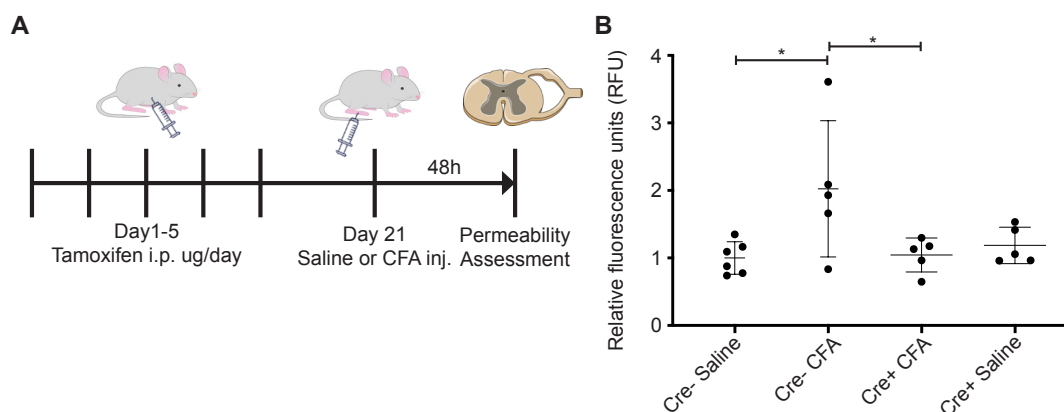 A
48h
Day1-5
Tamoxifen i.p. ug/day
Day 21
Saline or CFA inj.
Permeability
Assessment
B
Relative fluorescence units (RFU)
4
3
2
1
0
*
*
Cre- Saline
Cre- CFA
Cre+ CFA
Cre+ Saline